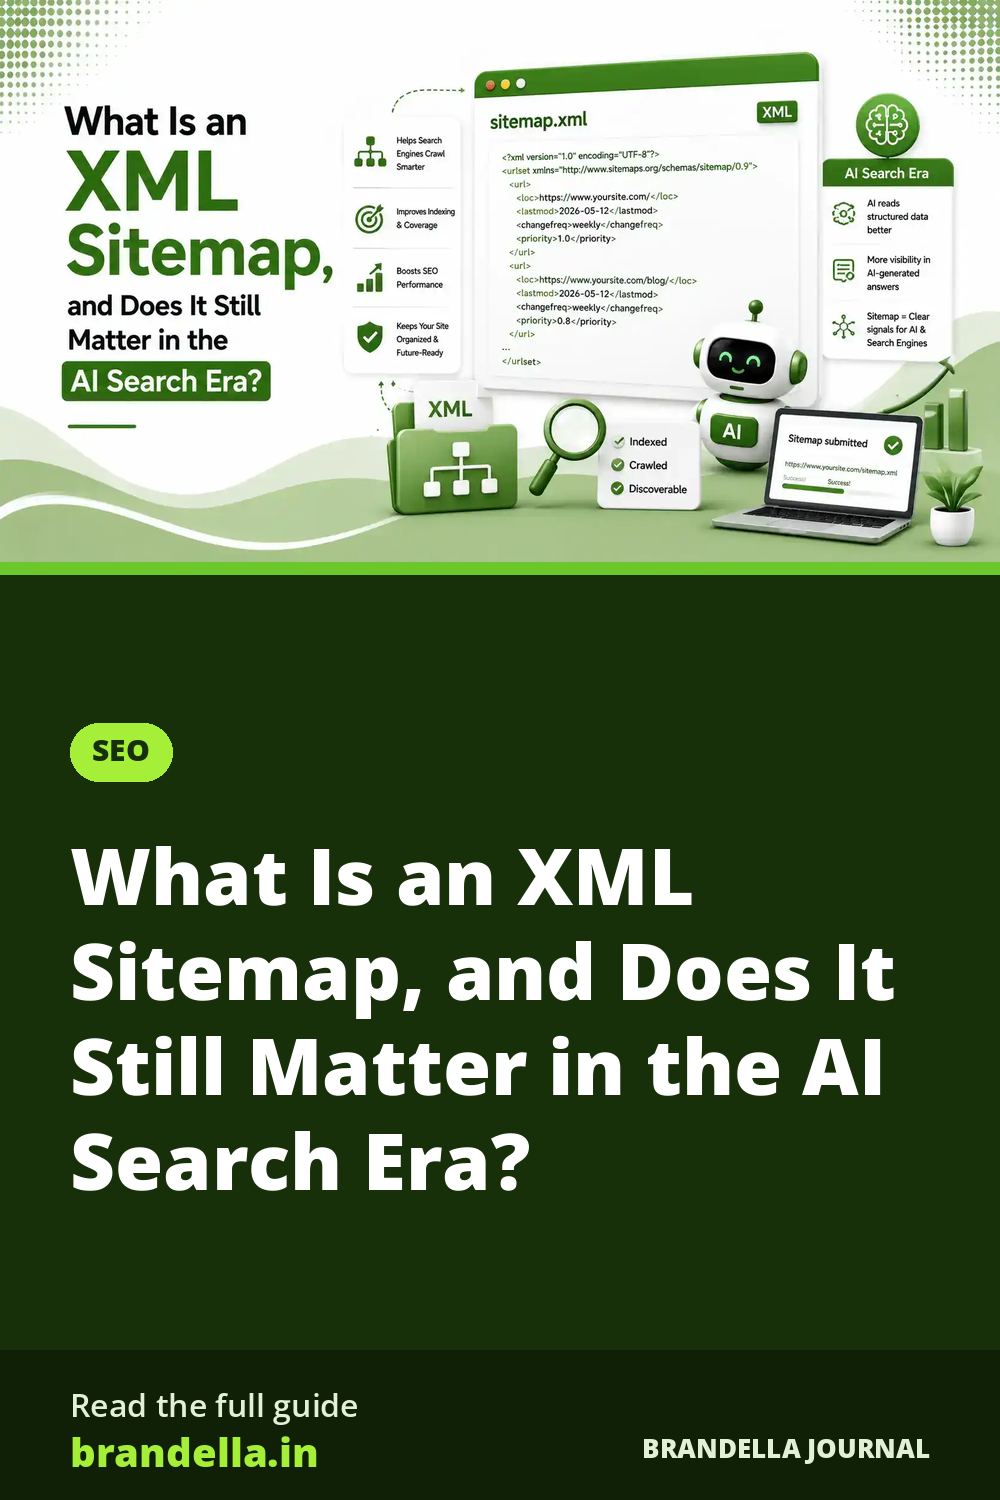 What Is an
XML
Sitemap,
and Does It Still
Matter in the
AI Search Era?
Helps Search
Engines Crawl
Smarter
Improves Indexing
& Coverage
Boosts SEO
Performance
Keeps Your Site
Organized &
Future-Ready
sitemap.xml
XML
<?xml version="1.0" encoding="UTF-8"?>
<urlset xmlns="http://www.sitemaps.org/schemas/sitemap/0.9">
<url>
<loc>https://www.yoursite.com/</loc>
<lastmod>2026-05-12</lastmod>
<changefreq>weekly</changefreq>
<priority>1.0</priority>
</url>
<url>
<loc>https://www.yoursite.com/blog/</loc>
<lastmod>2026-05-12</lastmod>
<changefreq>weekly</changefreq>
<priority>0.8</priority>
</url>
...
</urlset>
AI Search Era
AI reads
structured data
better
More visibility in
AI-generated
answers
Sitemap = Clear
signals for AI &
Search Engines
XML
Indexed
Crawled
Discoverable
AI
Sitemap submitted
https://www.yoursite.com/sitemap.xml
Success!
Success!
SEO
What Is an XML
Sitemap, and Does It
Still Matter in the AI
Search Era?
Read the full guide
brandella.in
BRANDELLA JOURNAL